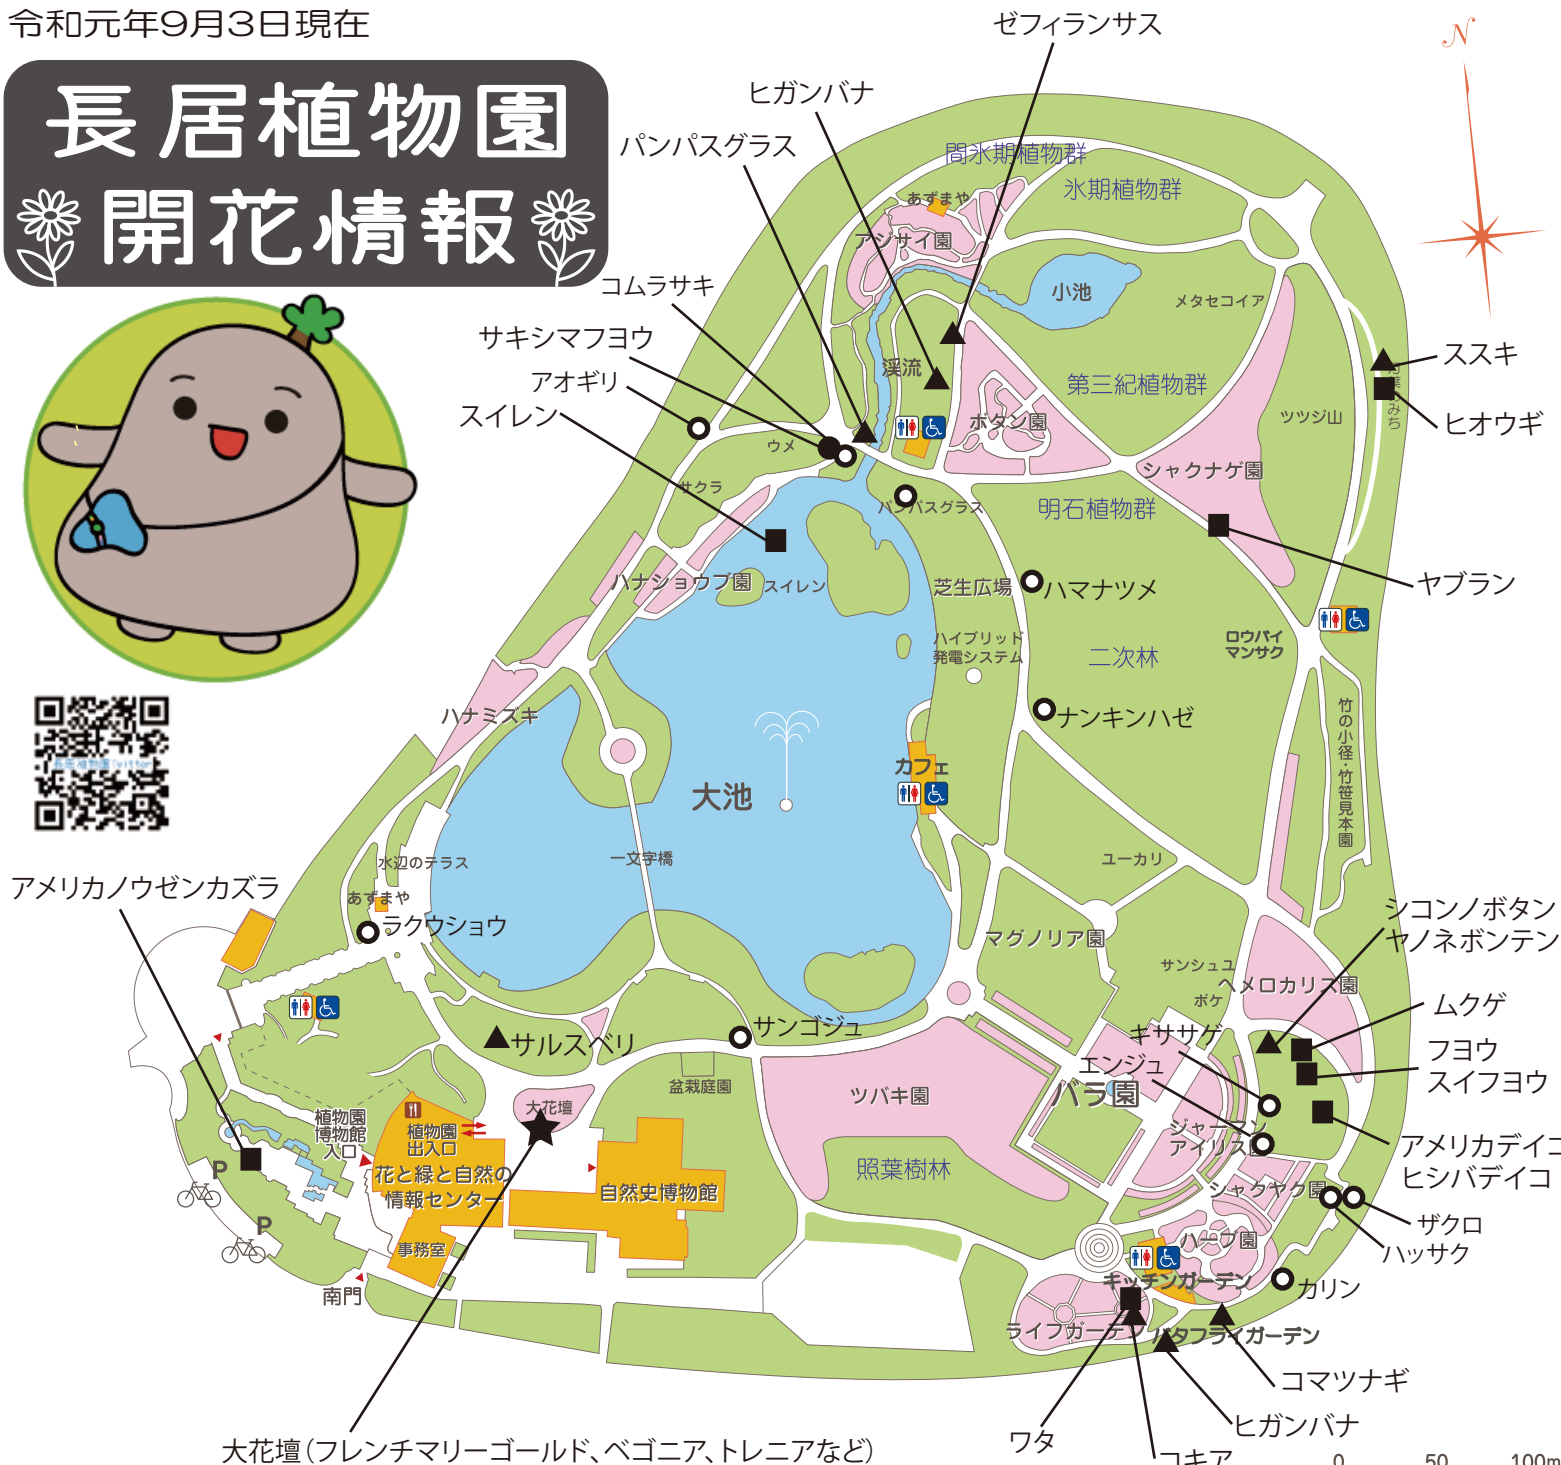 令和元年9月3日現在
長居植物園
開花情報
ゼフィランサス
ヒガンバナ
パンパスグラス
コムラサキ
サキシマフヨウ
アオギリ
スイレン
間氷期植物群
氷期植物群
あずまや
アジサイ園
小池
メタセコイア
渓流
第三紀植物群
ボタン園
ツツジ山
ススキ
ヒオウギ
ウメ
サクラ
シャクナゲ園
パンパスグラス
明石植物群
ヤブラン
ハナショウブ園
スイレン
芝生広場
ハマナツメ
ハイブリッド
発電システム
二次林
ロウバイ
マンサク
ハナミズキ
ナンキンハゼ
竹の小径・竹笹見本園
カフェ
大池
長居植物園Twitter
一文字橋
水辺のテラス
ユーカリ
アメリカノウゼンカズラ
あずまや
ラクウショウ
マグノリア園
シコンノボタン
ヤノネボンテン
サンシュユ
ヘメロカリス園
ボケ
ムクゲ
サルスベリ
サンゴジュ
キササゲ
エンジュ
フヨウ
スイフヨウ
盆栽庭園
ツバキ園
バラ園
大花壇
植物園
博物館
入口
植物園
出入口
ジャーマン
アイリス園
アメリカデイコ
ヒシバデイコ
花と緑と自然の
情報センター
自然史博物館
照葉樹林
シャクヤク園
P
P
ザクロ
ハッサク
事務室
ハーブ園
南門
キッチンガーデン
カリン
ライフガーデン
バタフライガーデン
コマツナギ
ヒガンバナ
ワタ
コキア
大花壇（フレンチマリーゴールド、ベゴニア、トレニアなど）
0 50 100m
N